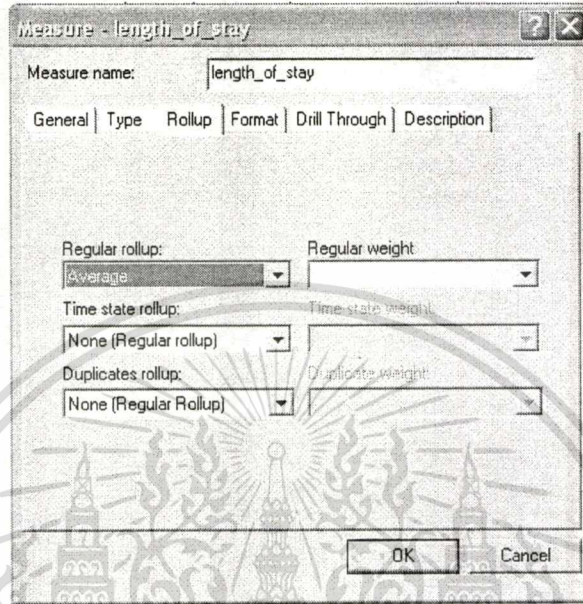 Measure - length_of_stay
Measure name: length_of_stay
General Type Rollup Format Drill Through Description
Regular rollup: Regular weight
Average
Time state rollup: Time state weight:
None (Regular rollup)
Duplicates rollup: Duplicate weight:
None (Regular Rollup)
OK Cancel